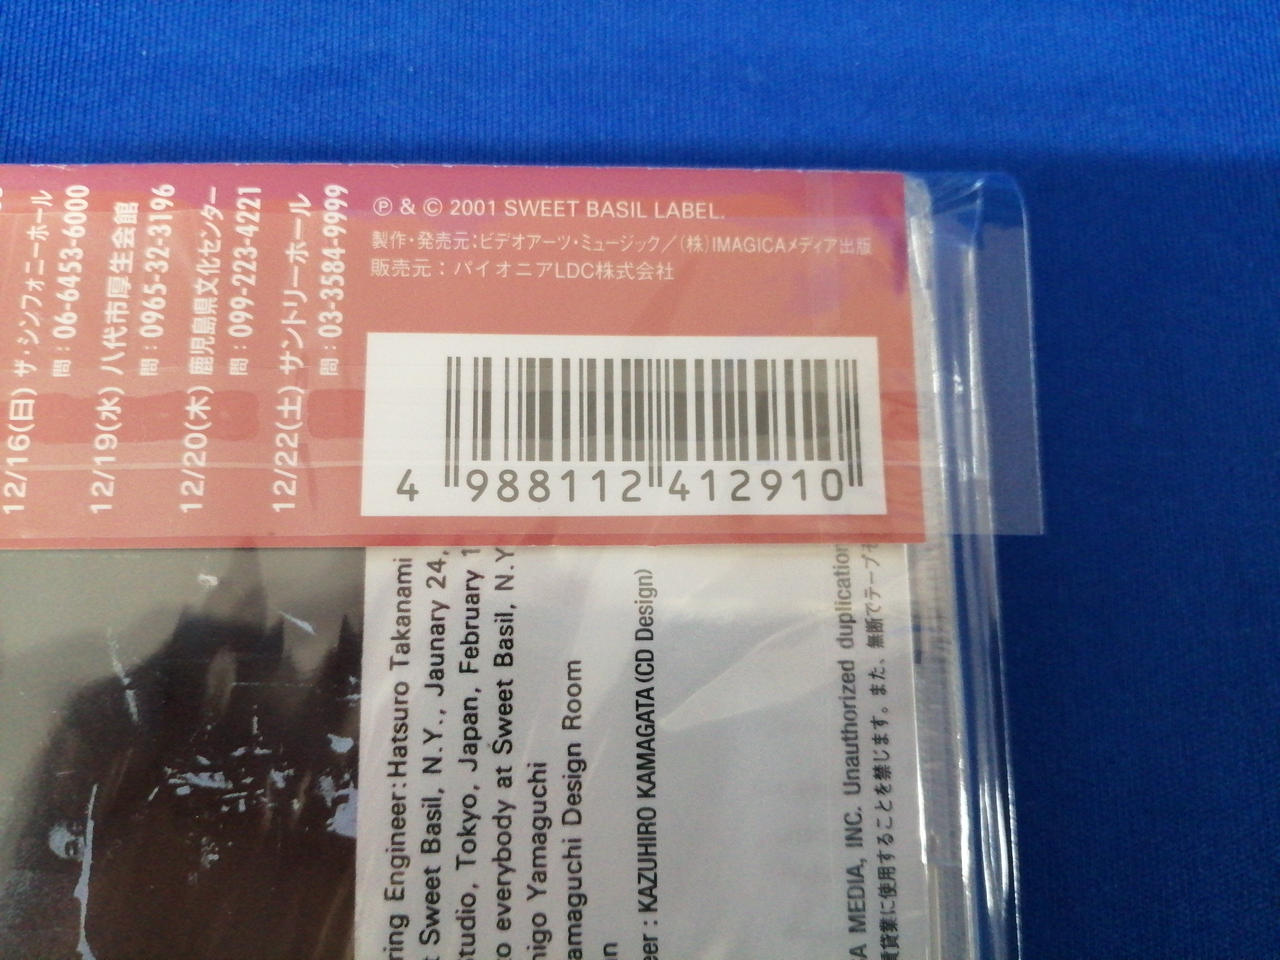 Ⓟ & © 2001 SWEET BASIL LABEL.
製作・発売元：ビデオアーツ・ミュージック／（株）IMAGICAメディア出版
販売元：パイオニアLDC株式会社
4 988112 412910
12/16(日) ザ・シンフォニーホール
問：06-6453-6000
12/19(水) 八代市厚生会館
問：0965-32-3196
12/20(木) 鹿児島県文化センター
問：099-223-4221
12/22(土) サントリーホール
問：03-3584-9999
ring Engineer:Hatsuro Takanami
t Sweet Basil, N.Y., Jaunary 24,
tudio, Tokyo, Japan, February 1
to everybody at Sweet Basil, N.Y
higo Yamaguchi
amaguchi Design Room
eer : KAZUHIRO KAMAGATA(CD Design)
A MEDIA, INC. Unauthorized duplication
賃貸業に使用することを禁じます。また、無断でテープそ